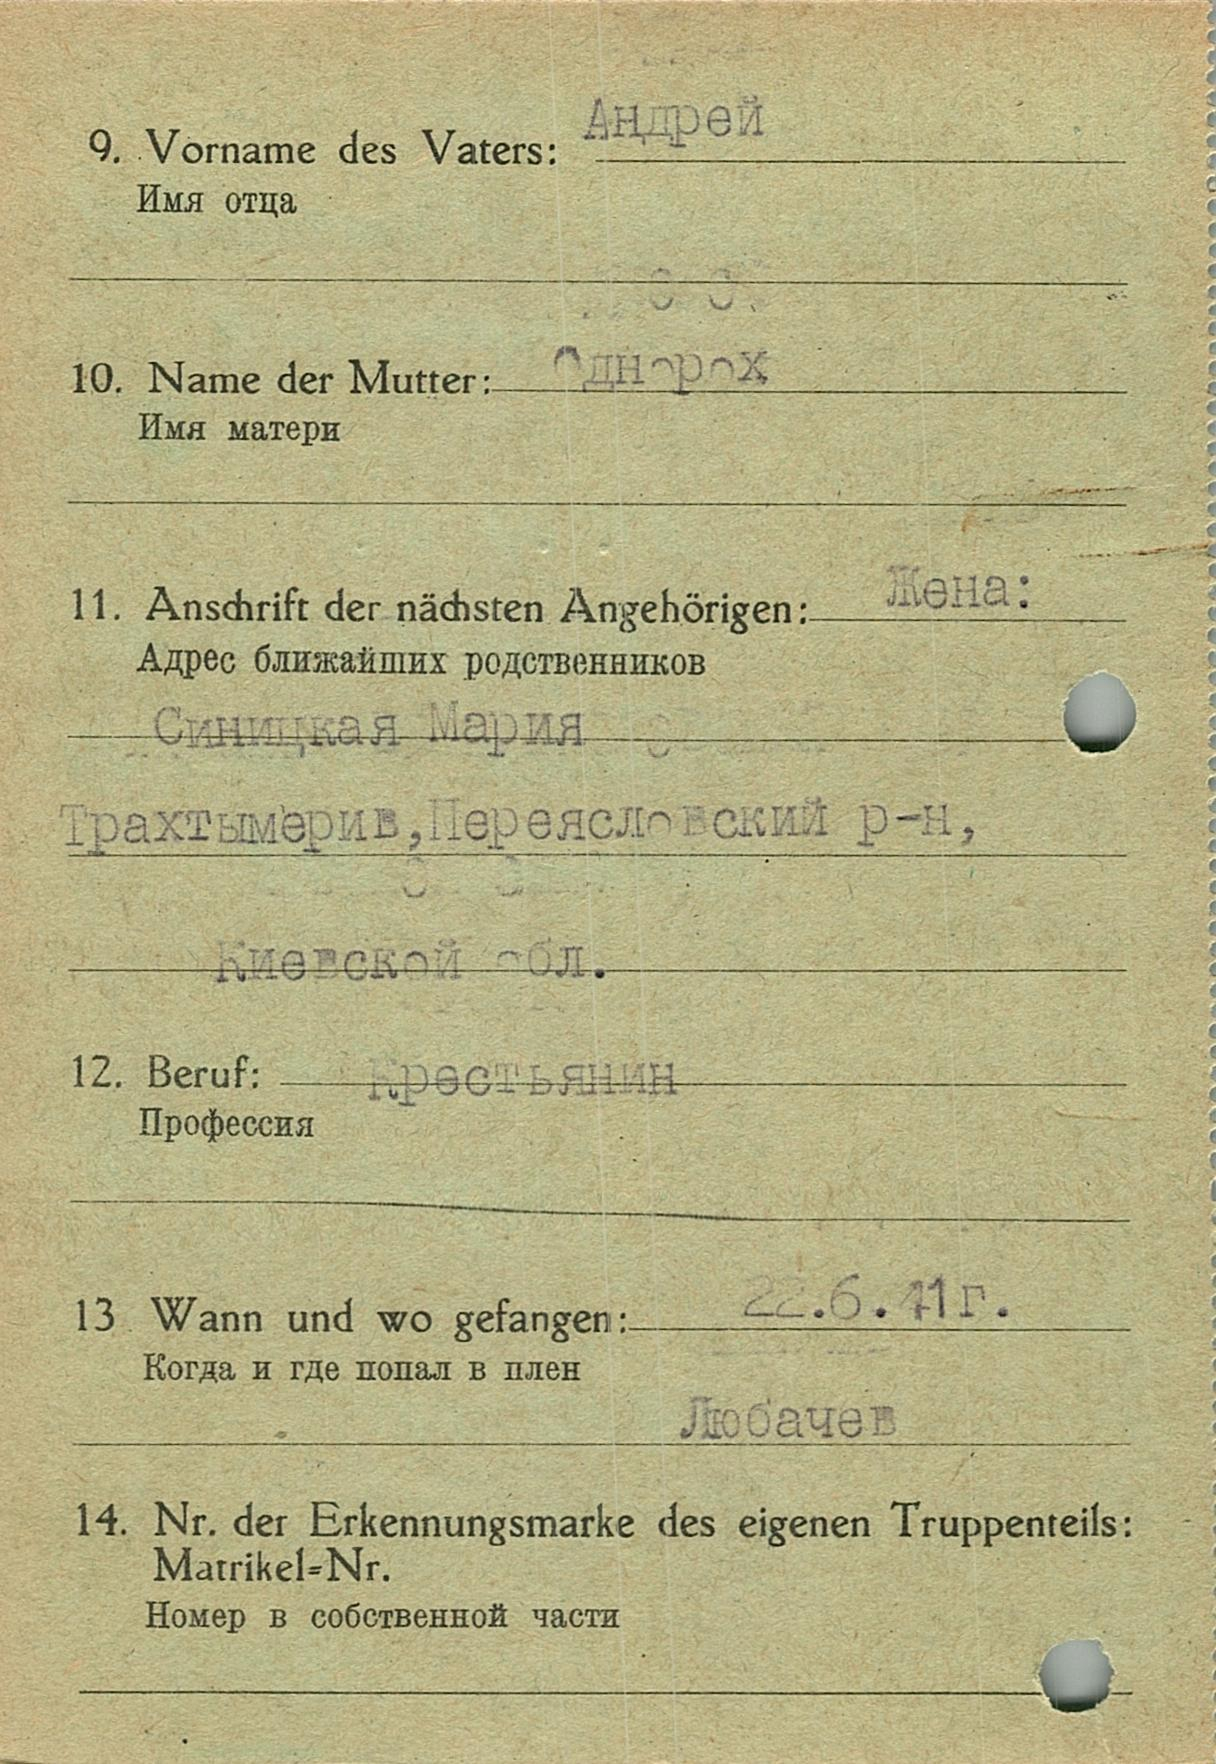 9. Vorname des Vaters: Андрей
Имя отца
10. Name der Mutter: Однорох
Имя матери
11. Anschrift der nächsten Angehörigen: Жена:
Адрес ближайших родственников
Синицкая Мария
Трахтымерив, Переясловский р-н,
Киевской обл.
12. Beruf: Крестьянин
Профессия
13 Wann und wo gefangen: 22.6.41г.
Когда и где попал в плен
Любачев
14. Nr. der Erkennungsmarke des eigenen Truppenteils:
Matrikel=Nr.
Номер в собственной части